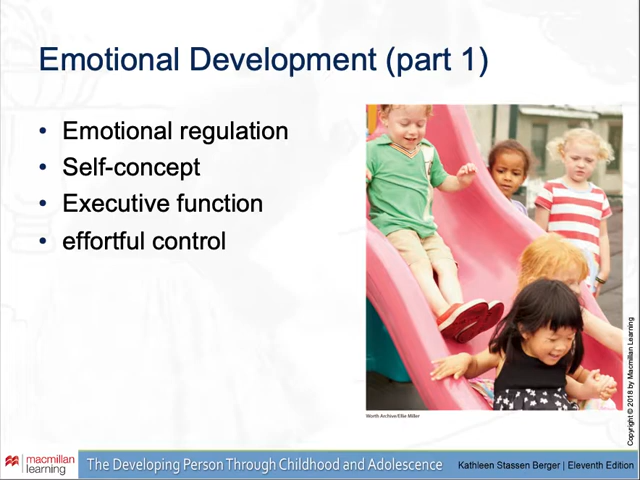 Emotional Development (part 1)
• Emotional regulation
• Self-concept
• Executive function
• effortful control
Worth Archive/Ellie Miller
Copyright © 2018 by Macmillan Learning
macmillan
learning
The Developing Person Through Childhood and Adolescence
Kathleen Stassen Berger | Eleventh Edition